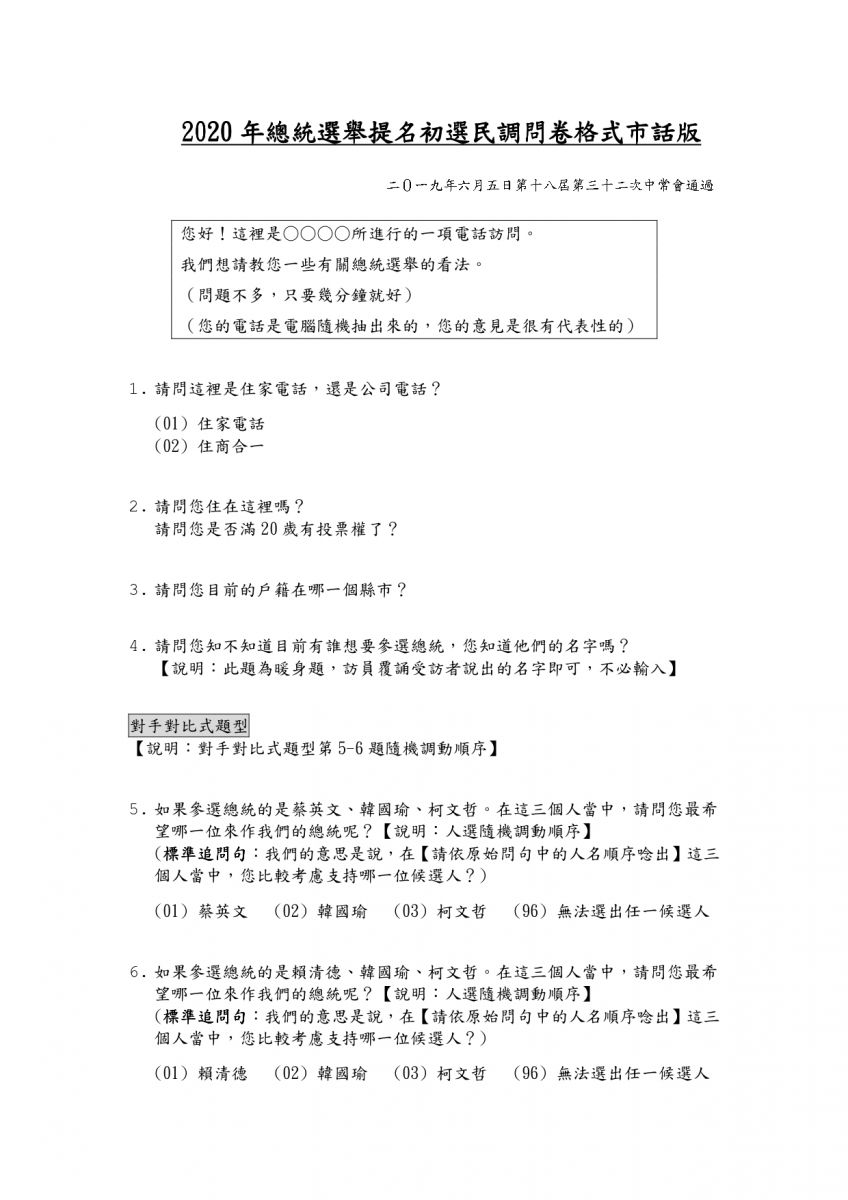 2020 年總統選舉提名初選民調問卷格式市話版
二〇一九年六月五日第十八屆第三十二次中常會通過
您好！這裡是○○○○所進行的一項電話訪問。
我們想請教您一些有關總統選舉的看法。
（問題不多，只要幾分鐘就好）
（您的電話是電腦隨機抽出來的，您的意見是很有代表性的）
1. 請問這裡是住家電話，還是公司電話？
(01) 住家電話
(02) 住商合一
2. 請問您住在這裡嗎？
請問您是否滿 20 歲有投票權了？
3. 請問您目前的戶籍在哪一個縣市？
4. 請問您知不知道目前有誰想要參選總統，您知道他們的名字嗎？
【說明：此題為暖身題，訪員覆誦受訪者說出的名字即可，不必輸入】
對手對比式題型
【說明：對手對比式題型第 5-6 題隨機調動順序】
5. 如果參選總統的是蔡英文、韓國瑜、柯文哲。在這三個人當中，請問您最希
望哪一位來作我們的總統呢？【說明：人選隨機調動順序】
(標準追問句：我們的意思是說，在【請依原始問句中的人名順序唸出】這三
個人當中，您比較考慮支持哪一位候選人？)
(01) 蔡英文 (02) 韓國瑜 (03) 柯文哲 (96) 無法選出任一候選人
6. 如果參選總統的是賴清德、韓國瑜、柯文哲。在這三個人當中，請問您最希
望哪一位來作我們的總統呢？【說明：人選隨機調動順序】
(標準追問句：我們的意思是說，在【請依原始問句中的人名順序唸出】這三
個人當中，您比較考慮支持哪一位候選人？)
(01) 賴清德 (02) 韓國瑜 (03) 柯文哲 (96) 無法選出任一候選人